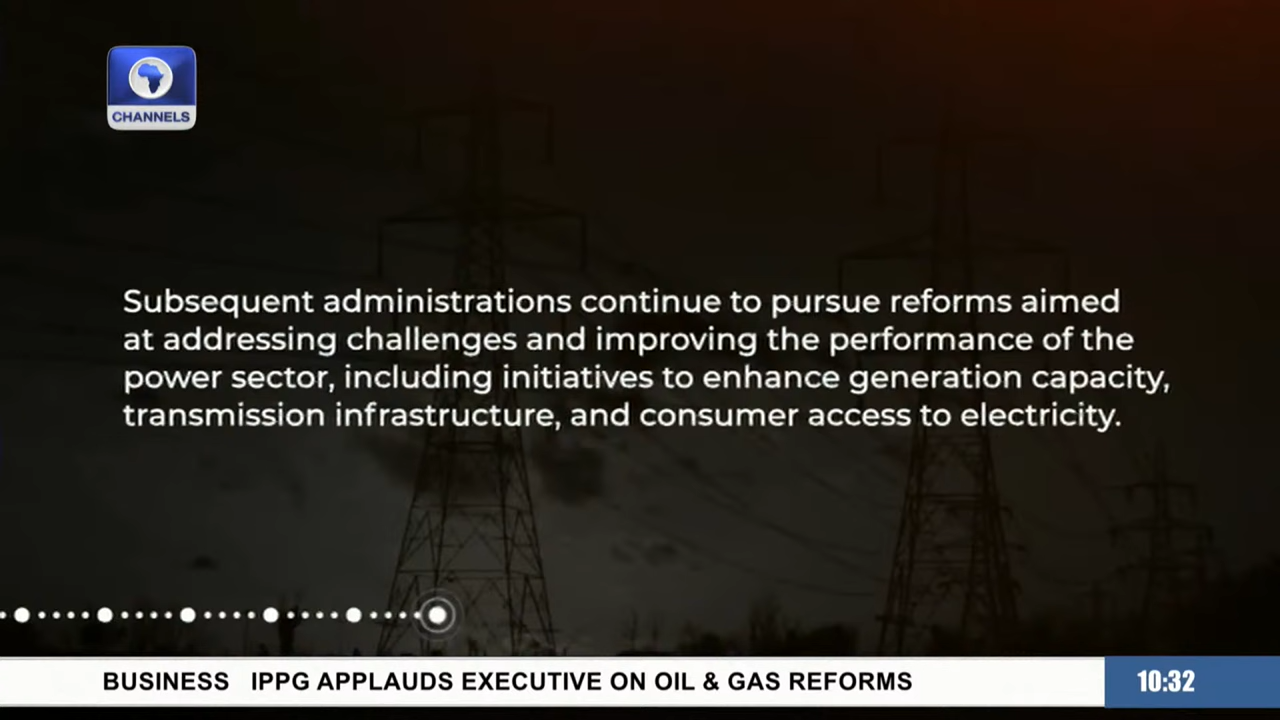 CHANNELS
Subsequent administrations continue to pursue reforms aimed
at addressing challenges and improving the performance of the
power sector, including initiatives to enhance generation capacity,
transmission infrastructure, and consumer access to electricity.
BUSINESS IPPG APPLAUDS EXECUTIVE ON OIL & GAS REFORMS
10:32